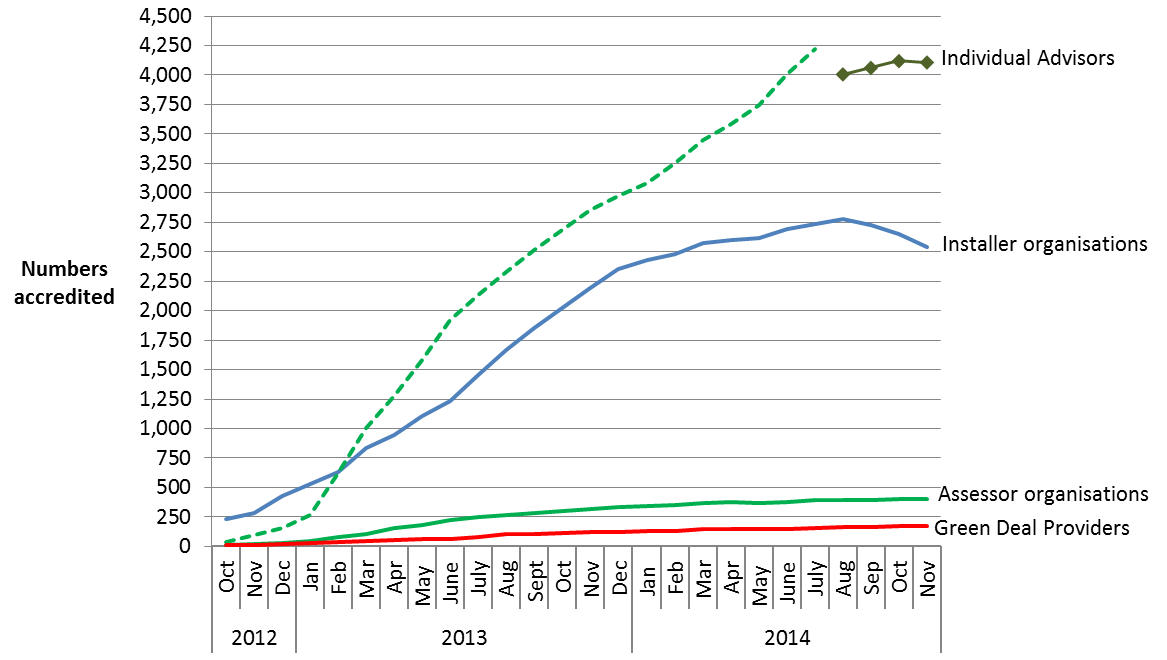 4,500
4,250
4,000
3,750
3,500
3,250
3,000
2,750
2,500
2,250
2,000
1,750
1,500
1,250
1,000
750
500
250
0
Numbers
accredited
Individual Advisors
Installer organisations
Assessor organisations
Green Deal Providers
Oct Nov Dec Jan Feb Mar Apr May June July Aug Sept Oct Nov Dec Jan Feb Mar Apr May June July Aug Sep Oct Nov
2012 2013 2014